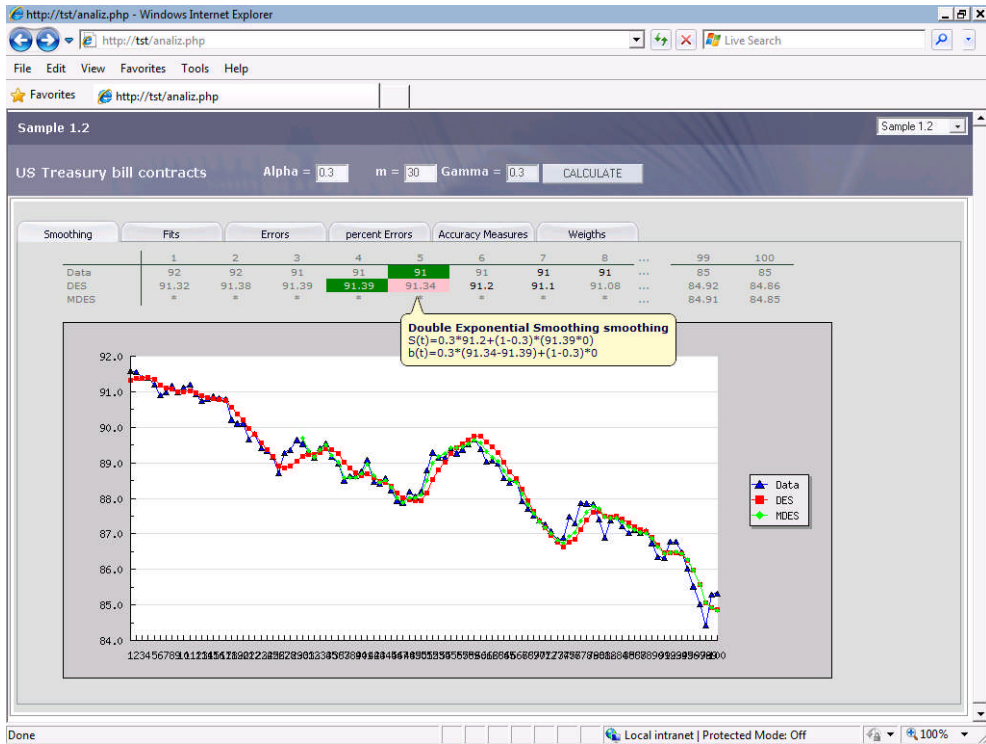 http://tst/analiz.php - Windows Internet Explorer
http://tst/analiz.php
Live Search
File Edit View Favorites Tools Help
Favorites http://tst/analiz.php
Sample 1.2 Sample 1.2
US Treasury bill contracts Alpha = 0.3 m = 30 Gamma = 0.3 CALCULATE
Smoothing Fits Errors percent Errors Accuracy Measures Weigths
1 2 3 4 5 6 7 8 ... 99 100
Data 92 92 91 91 91 91 91 91 ... 85 85
DES 91.32 91.38 91.39 91.39 91.34 91.2 91.1 91.08 ... 84.92 84.86
MDES * * * * * * * * ... 84.91 84.85
Double Exponential Smoothing smoothing
S(t)=0.3*91.2+(1-0.3)*(91.39*0)
b(t)=0.3*(91.34-91.39)+(1-0.3)*0
92.0
91.0
90.0
89.0
88.0
87.0
86.0
85.0
84.0
Data
DES
MDES
Done Local intranet | Protected Mode: Off 100%